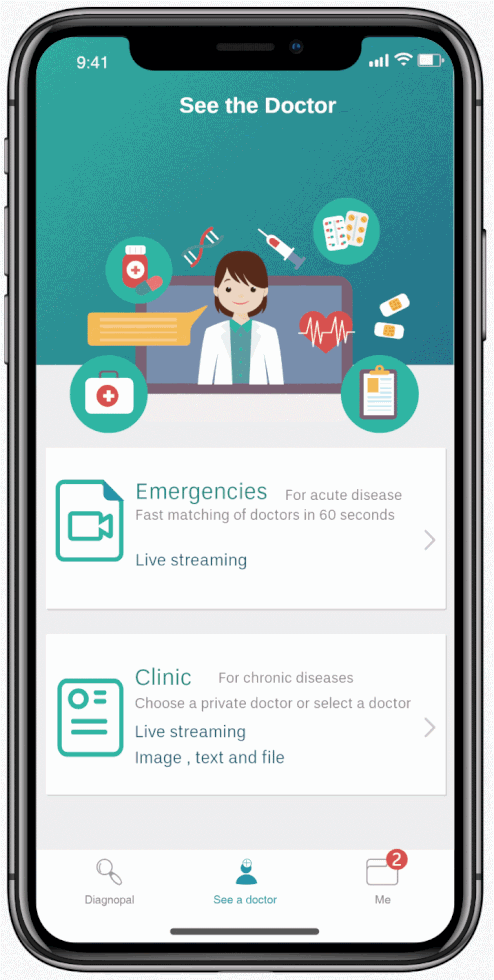 9:41
See the Doctor
Emergencies For acute disease
Fast matching of doctors in 60 seconds
Live streaming
Clinic For chronic diseases
Choose a private doctor or select a doctor
Live streaming
Image , text and file
2
Diagnopal See a doctor Me